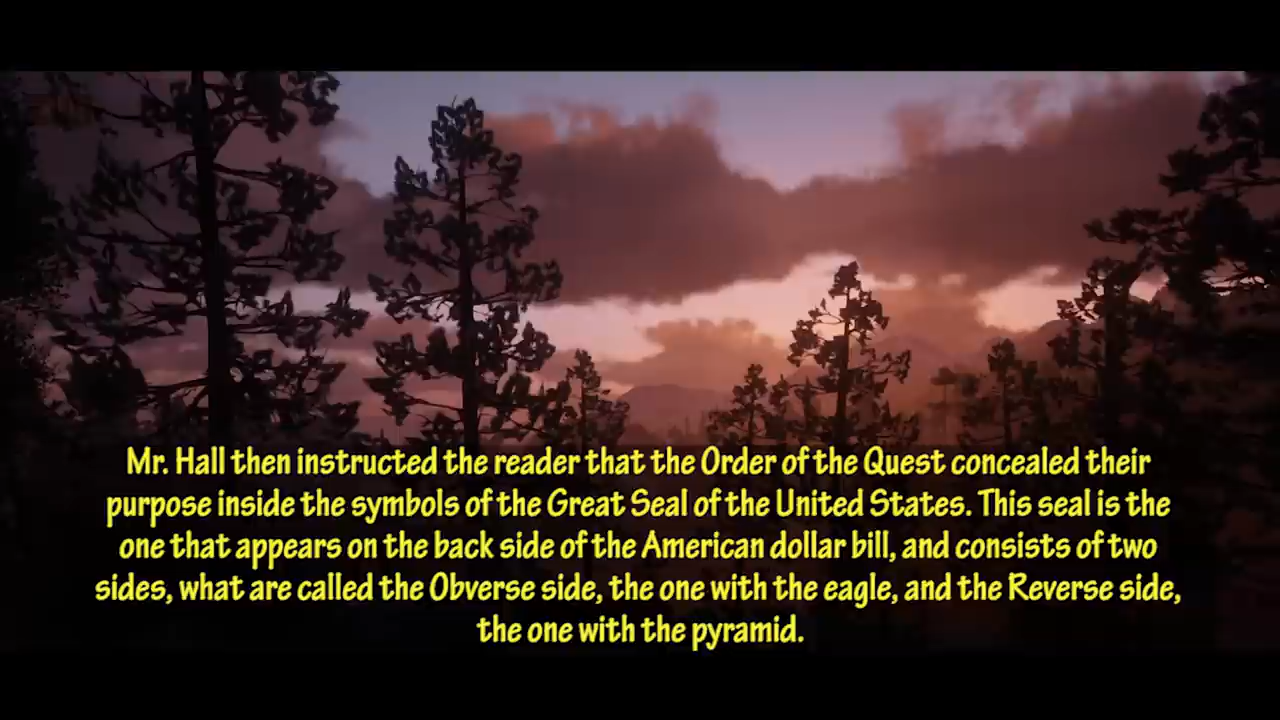 Mr. Hall then instructed the reader that the Order of the Quest concealed their
purpose inside the symbols of the Great Seal of the United States. This seal is the
one that appears on the back side of the American dollar bill, and consists of two
sides, what are called the Obverse side, the one with the eagle, and the Reverse side,
the one with the pyramid.